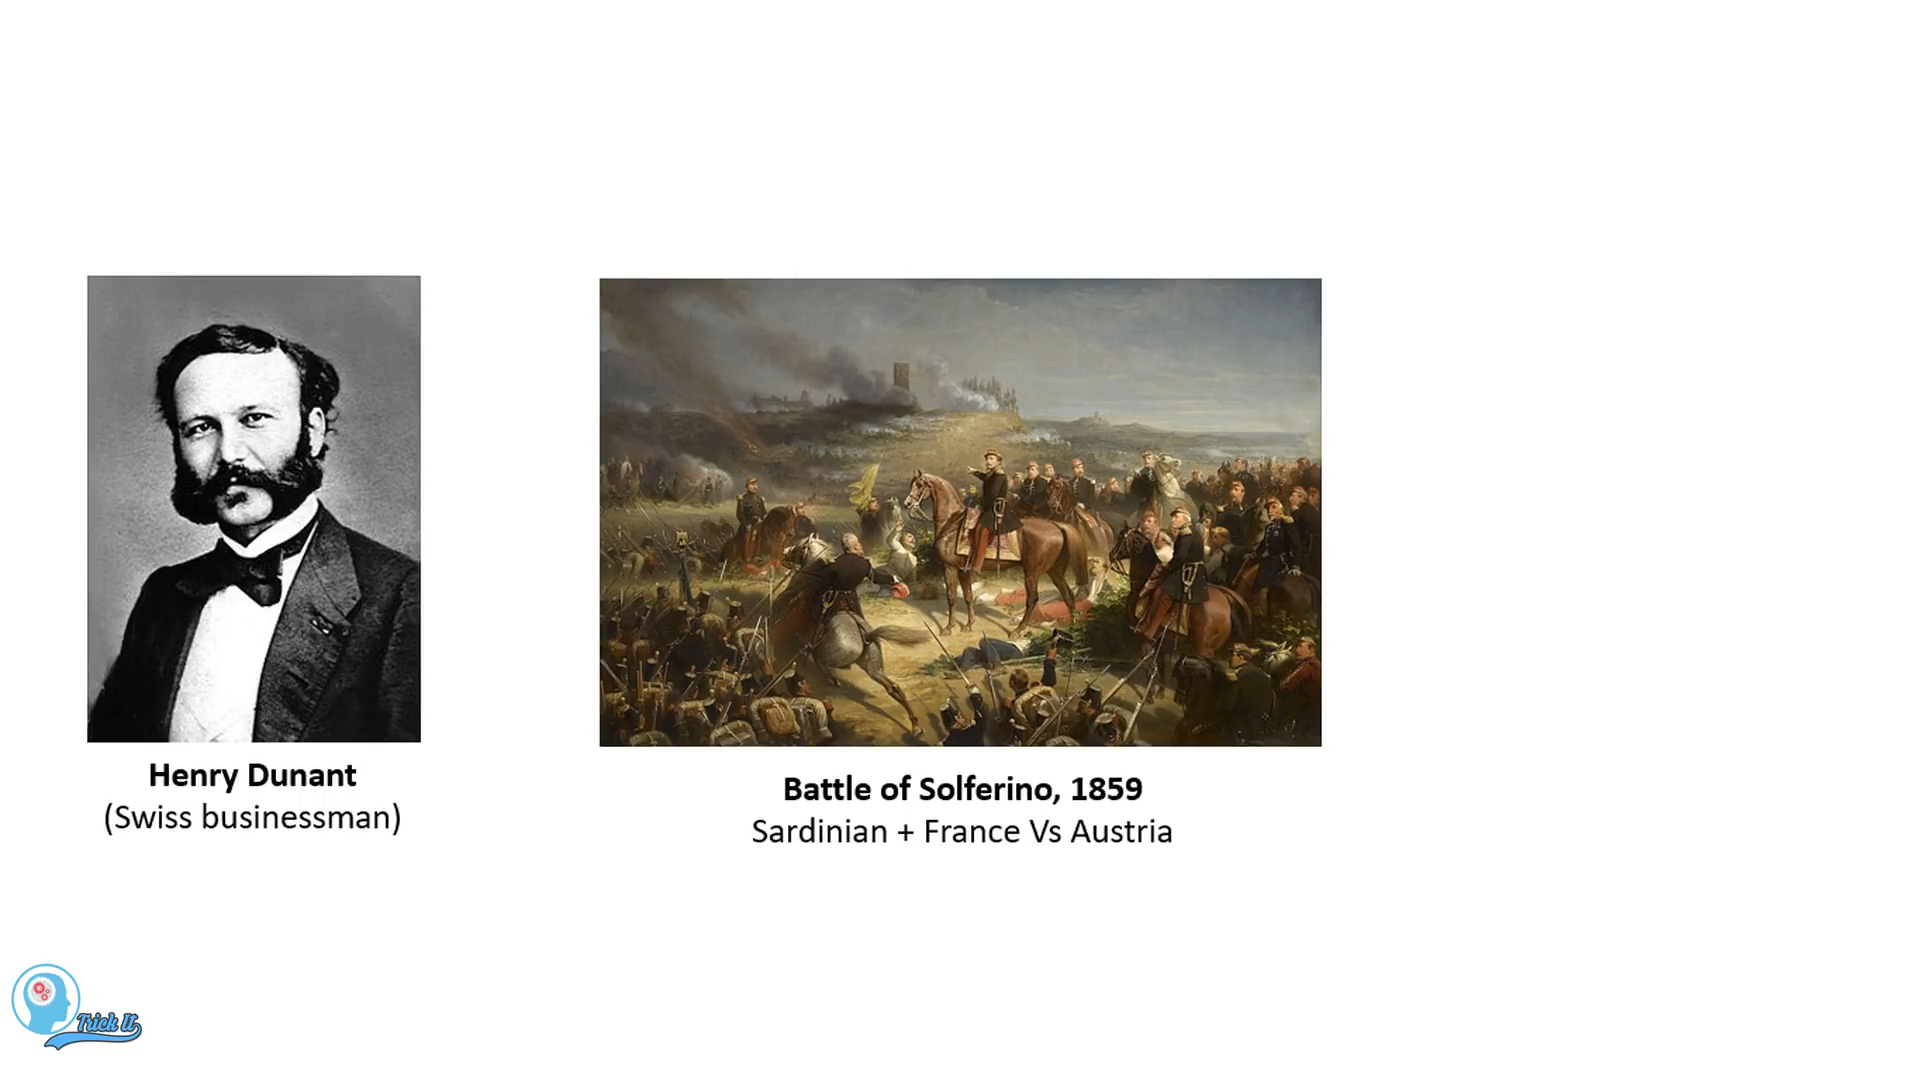 Henry Dunant
(Swiss businessman)
Battle of Solferino, 1859
Sardinian + France Vs Austria
Trick It